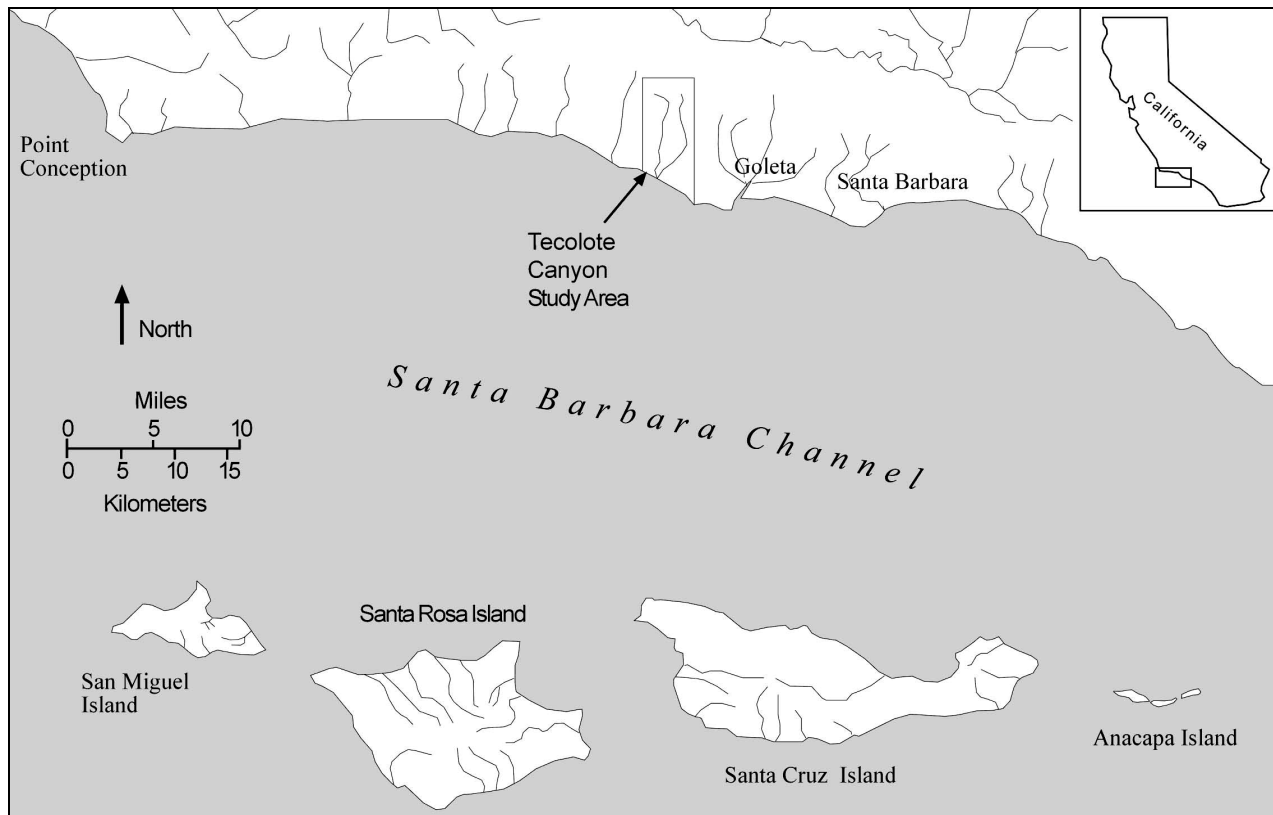 California
Point
Conception
Goleta
Santa Barbara
Tecolote
Canyon
Study Area
North
Santa Barbara Channel
Miles
0 5 10
0 5 10 15
Kilometers
Santa Rosa Island
San Miguel
Island
Anacapa Island
Santa Cruz Island